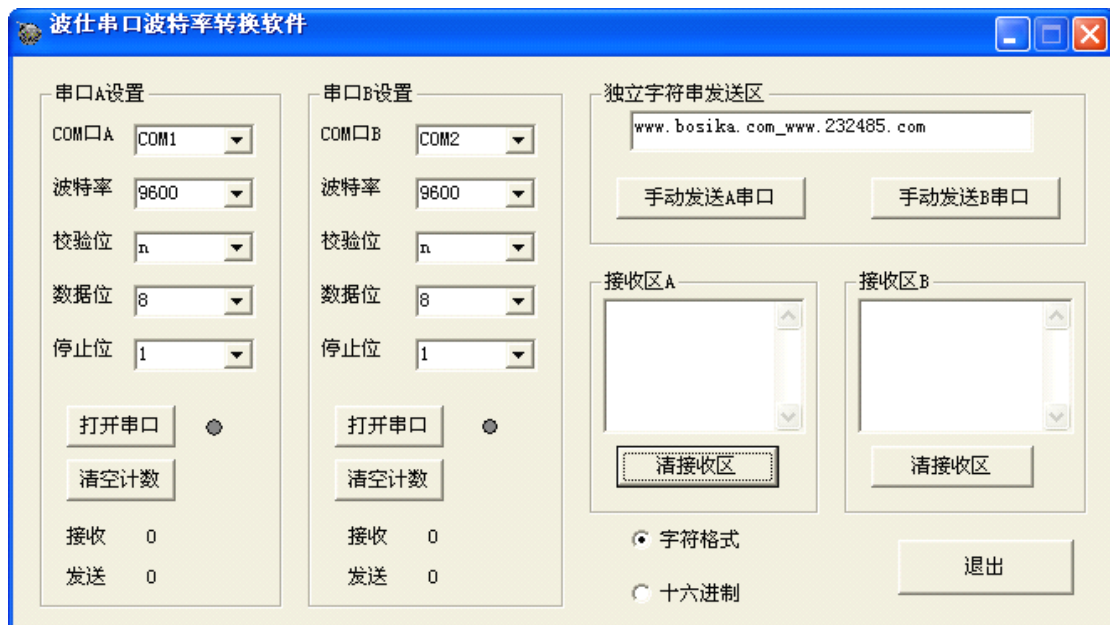 波仕串口波特率转换软件
串口A设置
COM口A COM1
波特率 9600
校验位 n
数据位 8
停止位 1
打开串口
清空计数
接收 0
发送 0
串口B设置
COM口B COM2
波特率 9600
校验位 n
数据位 8
停止位 1
打开串口
清空计数
接收 0
发送 0
独立字符串发送区
www.bosika.com_www.232485.com
手动发送A串口 手动发送B串口
接收区A
清接收区
接收区B
清接收区
字符格式
十六进制
退出